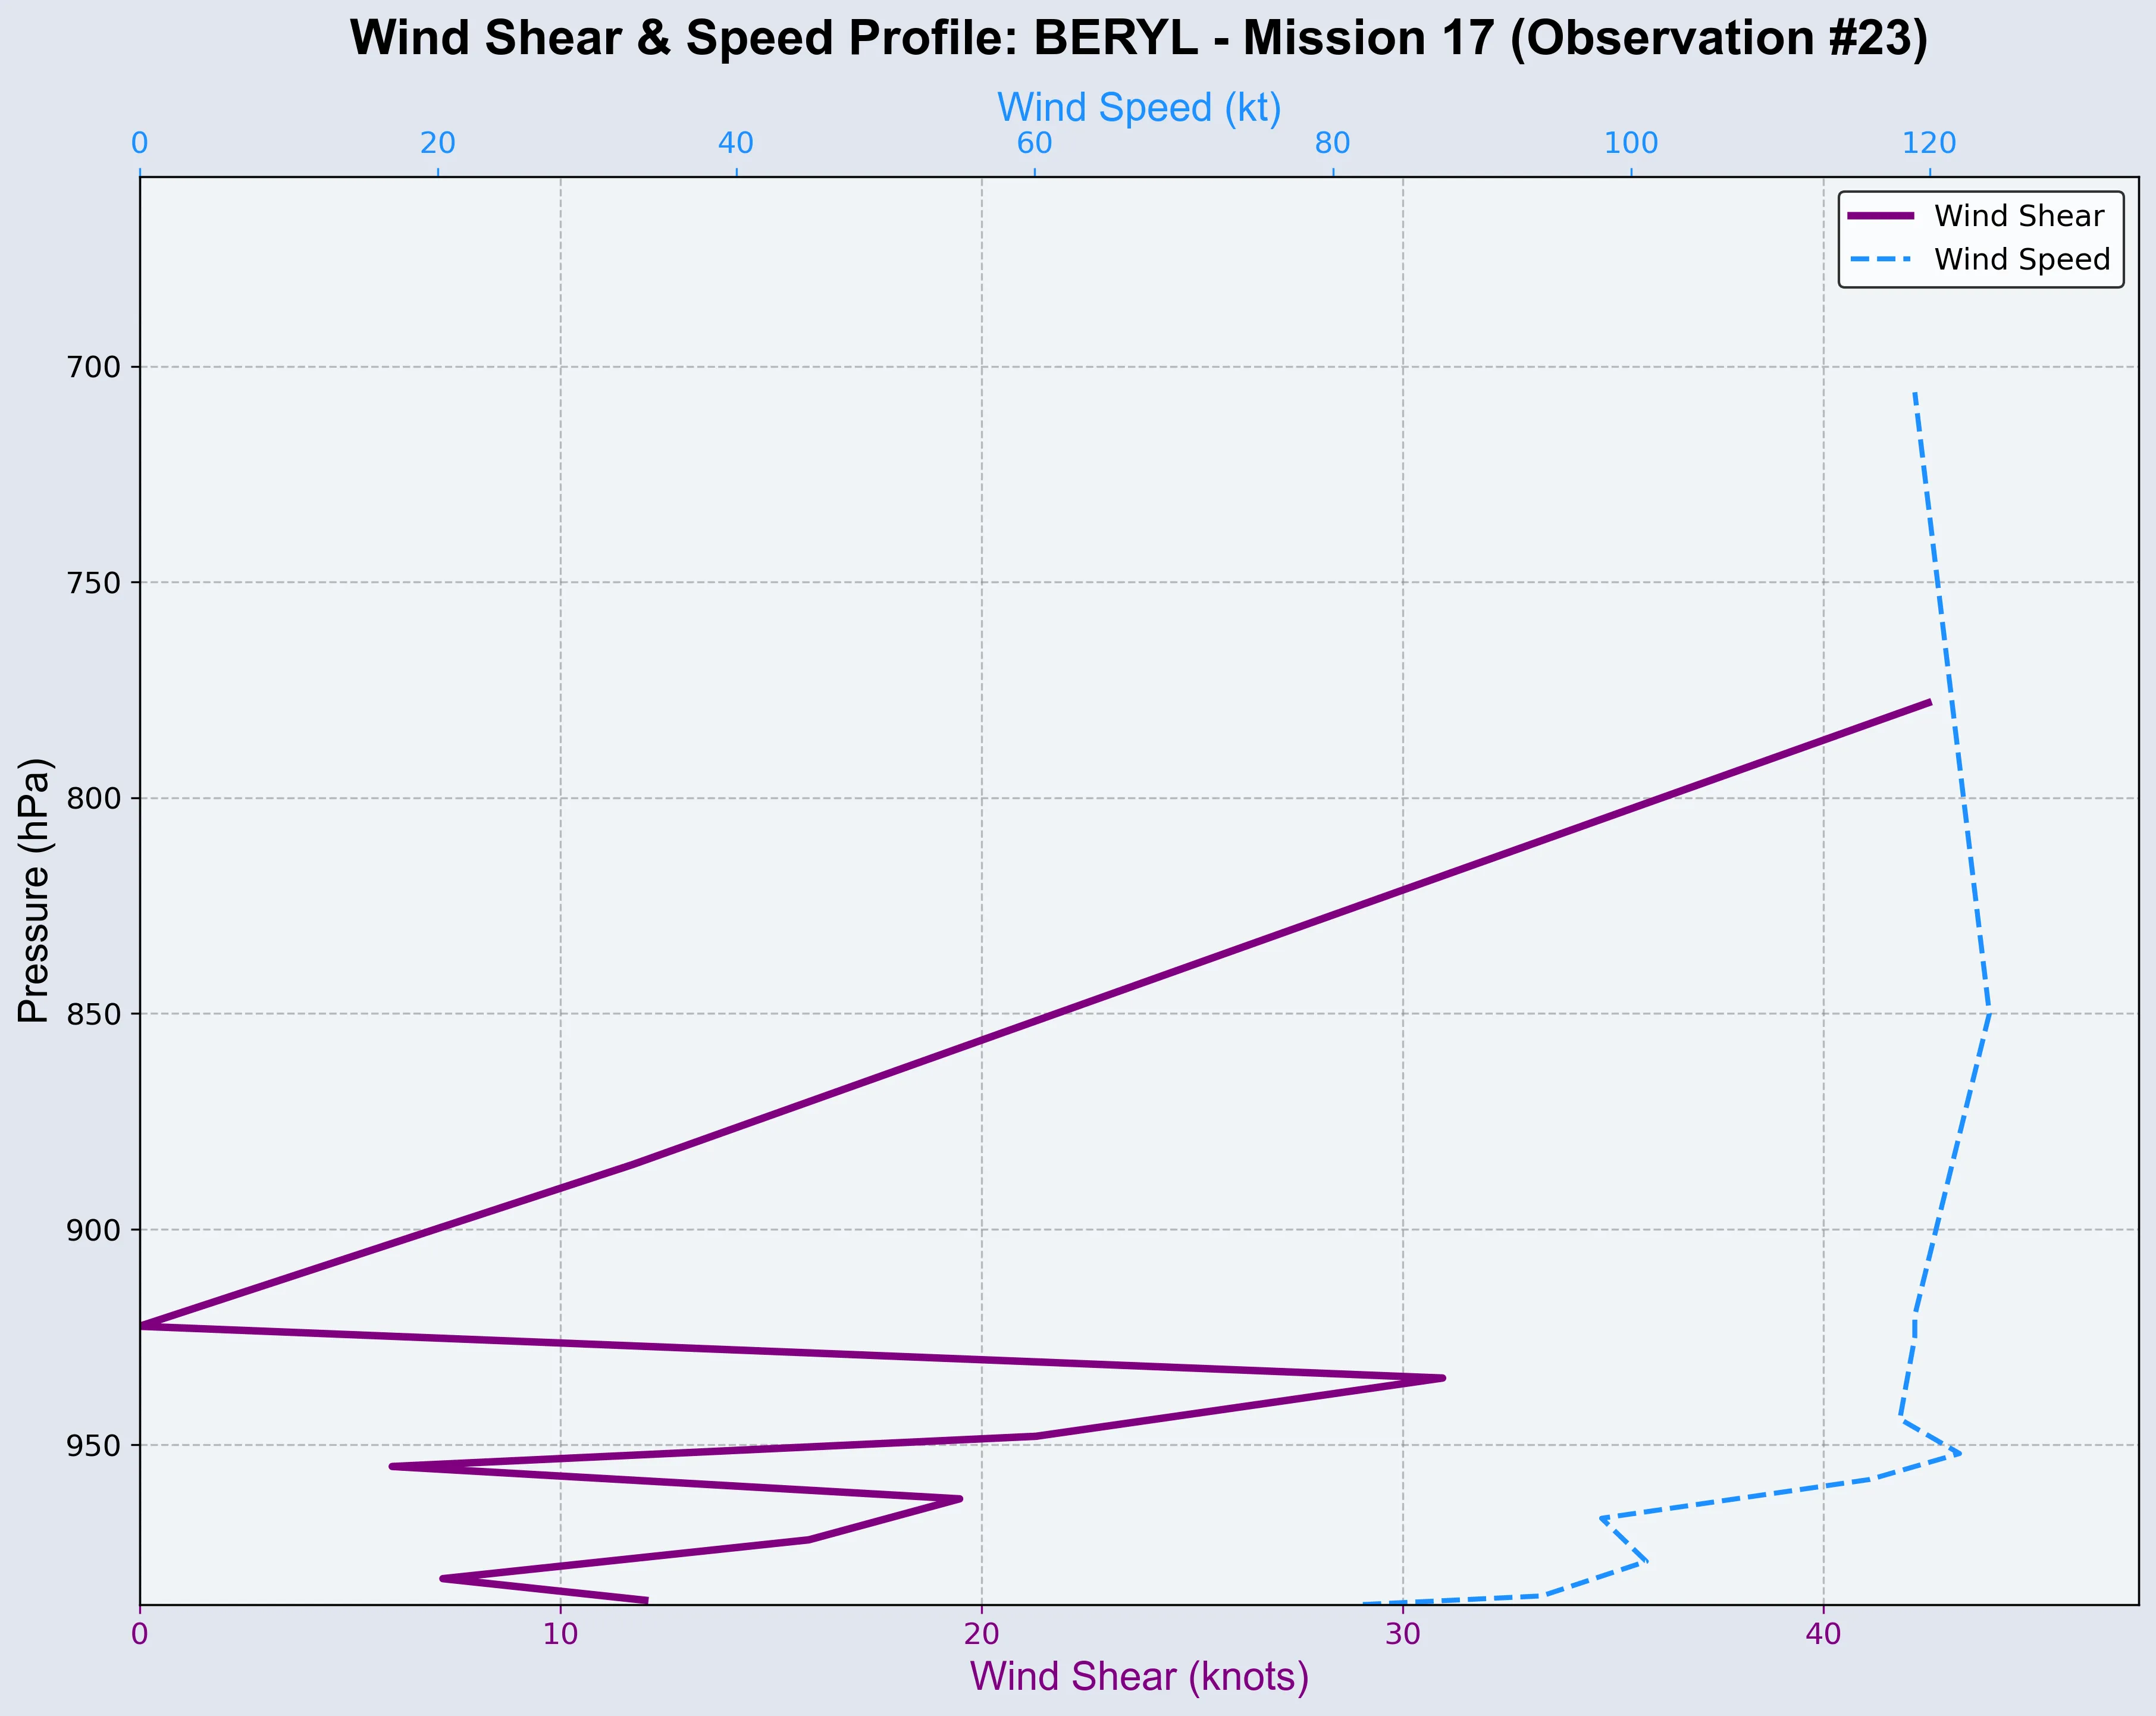 Wind Shear & Speed Profile: BERYL - Mission 17 (Observation #23)
Wind Speed (kt)
0 20 40 60 80 100 120
Wind Shear
Wind Speed
700
750
800
850
900
950
Pressure (hPa)
0 10 20 30 40
Wind Shear (knots)